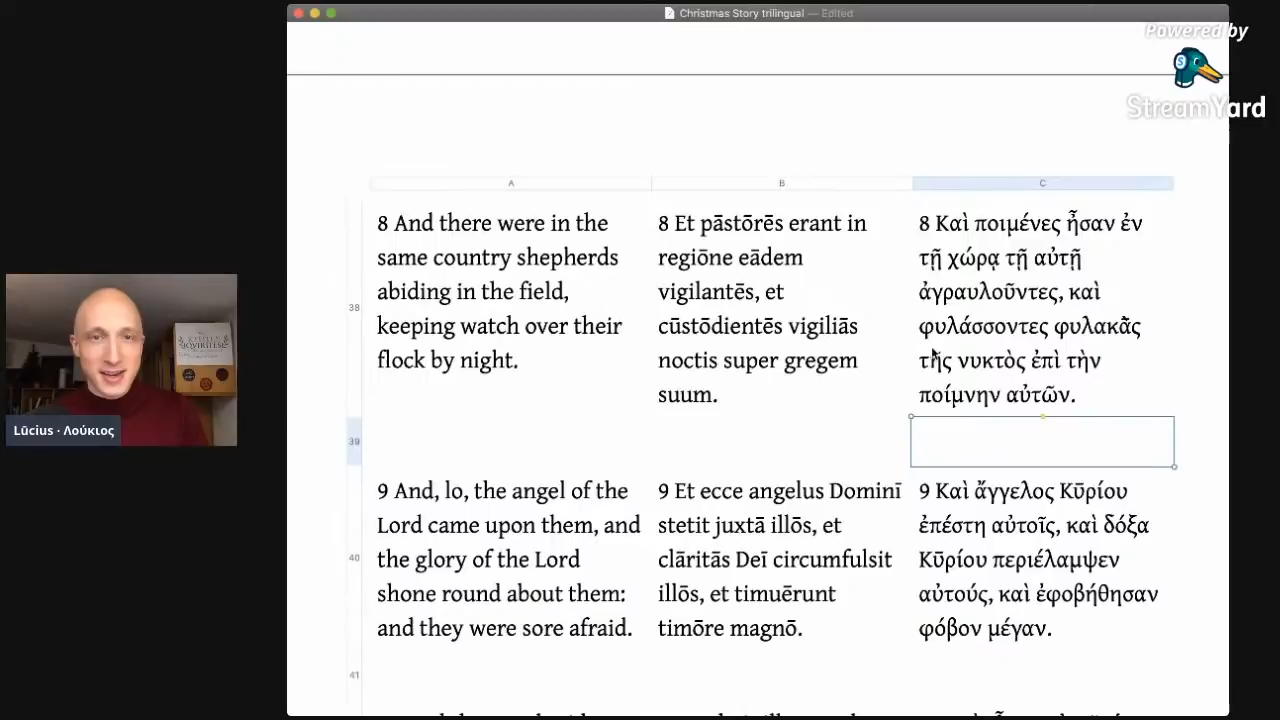 Christmas Story trilingual — Edited
Powered by
StreamYard
A
B
C
38
8 And there were in the
same country shepherds
abiding in the field,
keeping watch over their
flock by night.
8 Et pāstōrēs erant in
regiōne eādem
vigilantēs, et
cūstōdientēs vigiliās
noctis super gregem
suum.
8 Καὶ ποιμένες ἦσαν ἐν
τῇ χώρᾳ τῇ αὐτῇ
ἀγραυλοῦντες, καὶ
φυλάσσοντες φυλακᾱ̀ς
τῆς νυκτὸς ἐπὶ τὴν
ποίμνην αὐτῶν.
39
40
9 And, lo, the angel of the
Lord came upon them, and
the glory of the Lord
shone round about them:
and they were sore afraid.
9 Et ecce angelus Dominī
stetit juxtā illōs, et
clāritās Deī circumfulsit
illōs, et timuērunt
timōre magnō.
9 Καὶ ἄγγελος Κῡρίου
ἐπέστη αὐτοῖς, καὶ δόξα
Κῡρίου περιέλαμψεν
αὐτούς, καὶ ἐφοβήθησαν
φόβον μέγαν.
41
Lūcius · Λούκιος